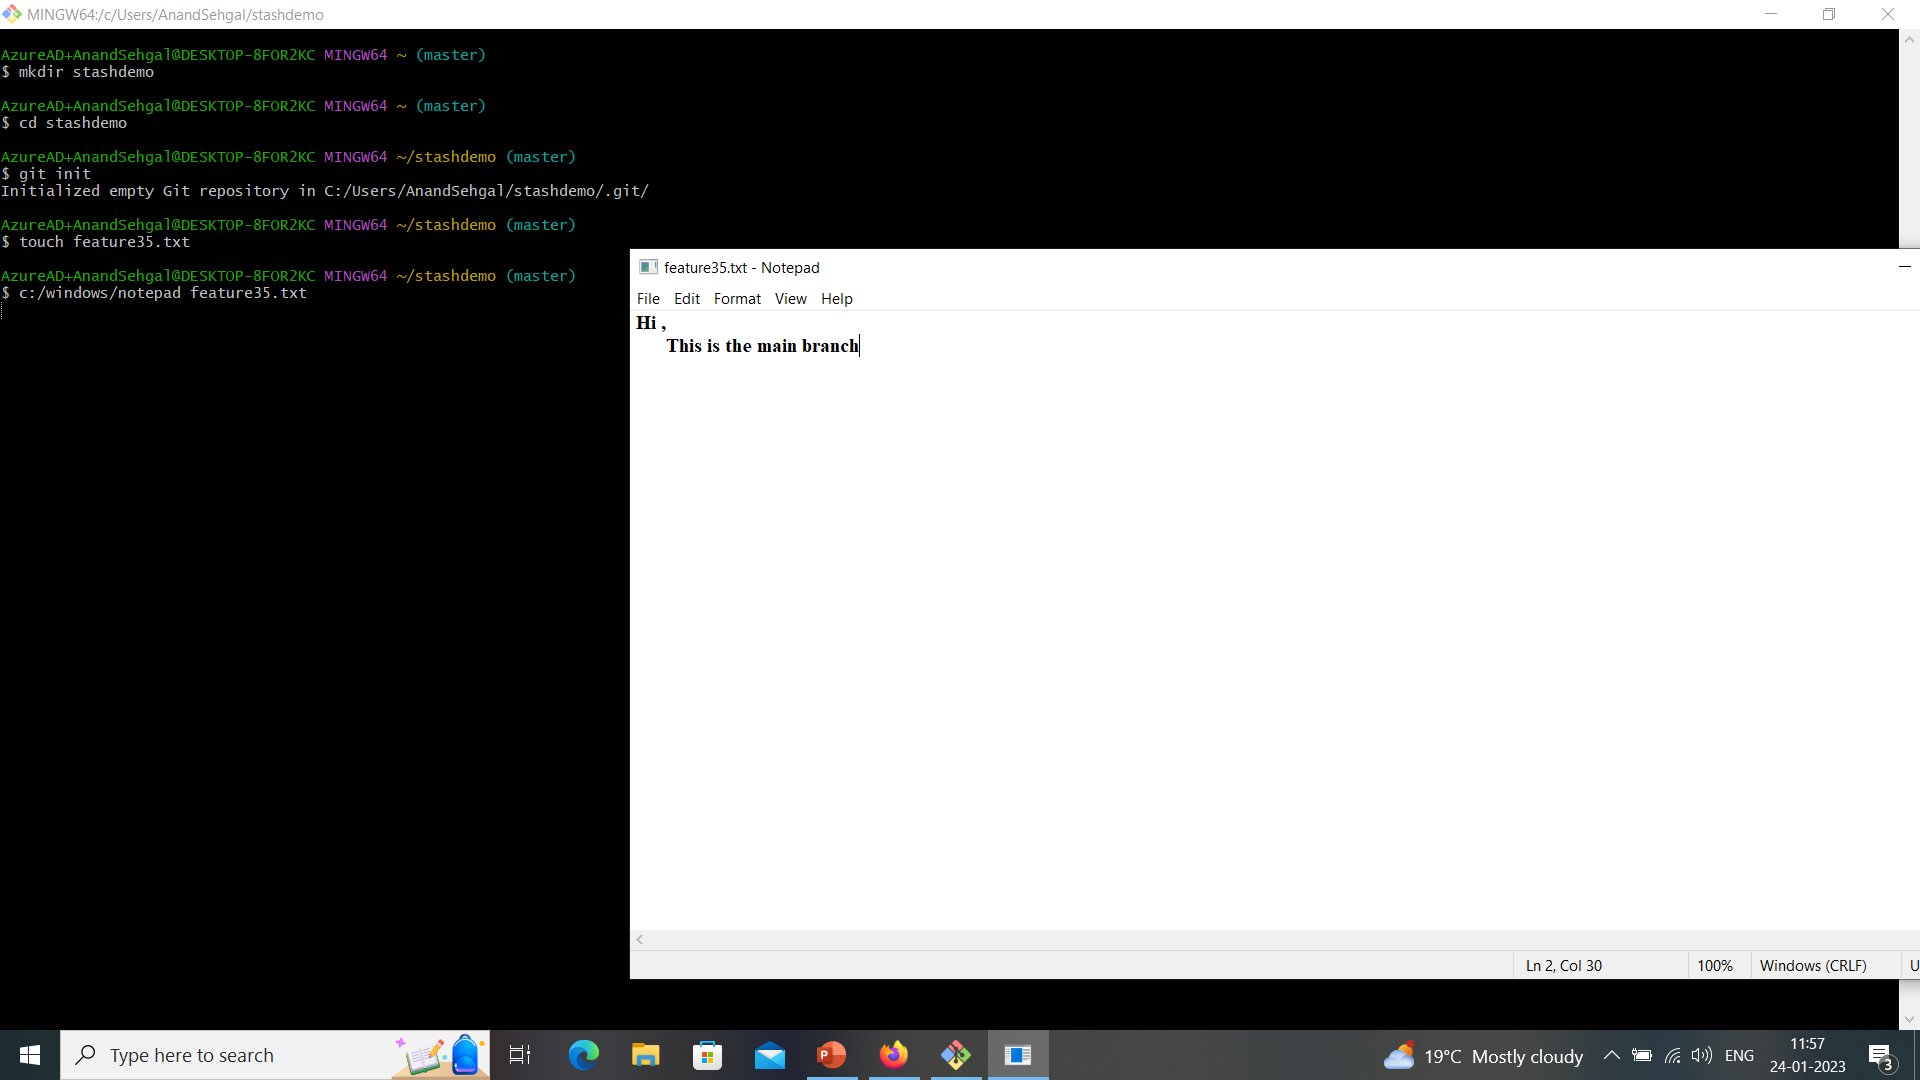 MINGW64:/c/Users/AnandSehgal/stashdemo
AzureAD+AnandSehgal@DESKTOP-8FOR2KC MINGW64 ~ (master)
$ mkdir stashdemo
AzureAD+AnandSehgal@DESKTOP-8FOR2KC MINGW64 ~ (master)
$ cd stashdemo
AzureAD+AnandSehgal@DESKTOP-8FOR2KC MINGW64 ~/stashdemo (master)
$ git init
Initialized empty Git repository in C:/Users/AnandSehgal/stashdemo/.git/
AzureAD+AnandSehgal@DESKTOP-8FOR2KC MINGW64 ~/stashdemo (master)
$ touch feature35.txt
AzureAD+AnandSehgal@DESKTOP-8FOR2KC MINGW64 ~/stashdemo (master)
$ c:/windows/notepad feature35.txt
feature35.txt - Notepad
File Edit Format View Help
Hi ,
This is the main branch
Ln 2, Col 30 100% Windows (CRLF) U
Type here to search
19°C Mostly cloudy
ENG
11:57
24-01-2023
3